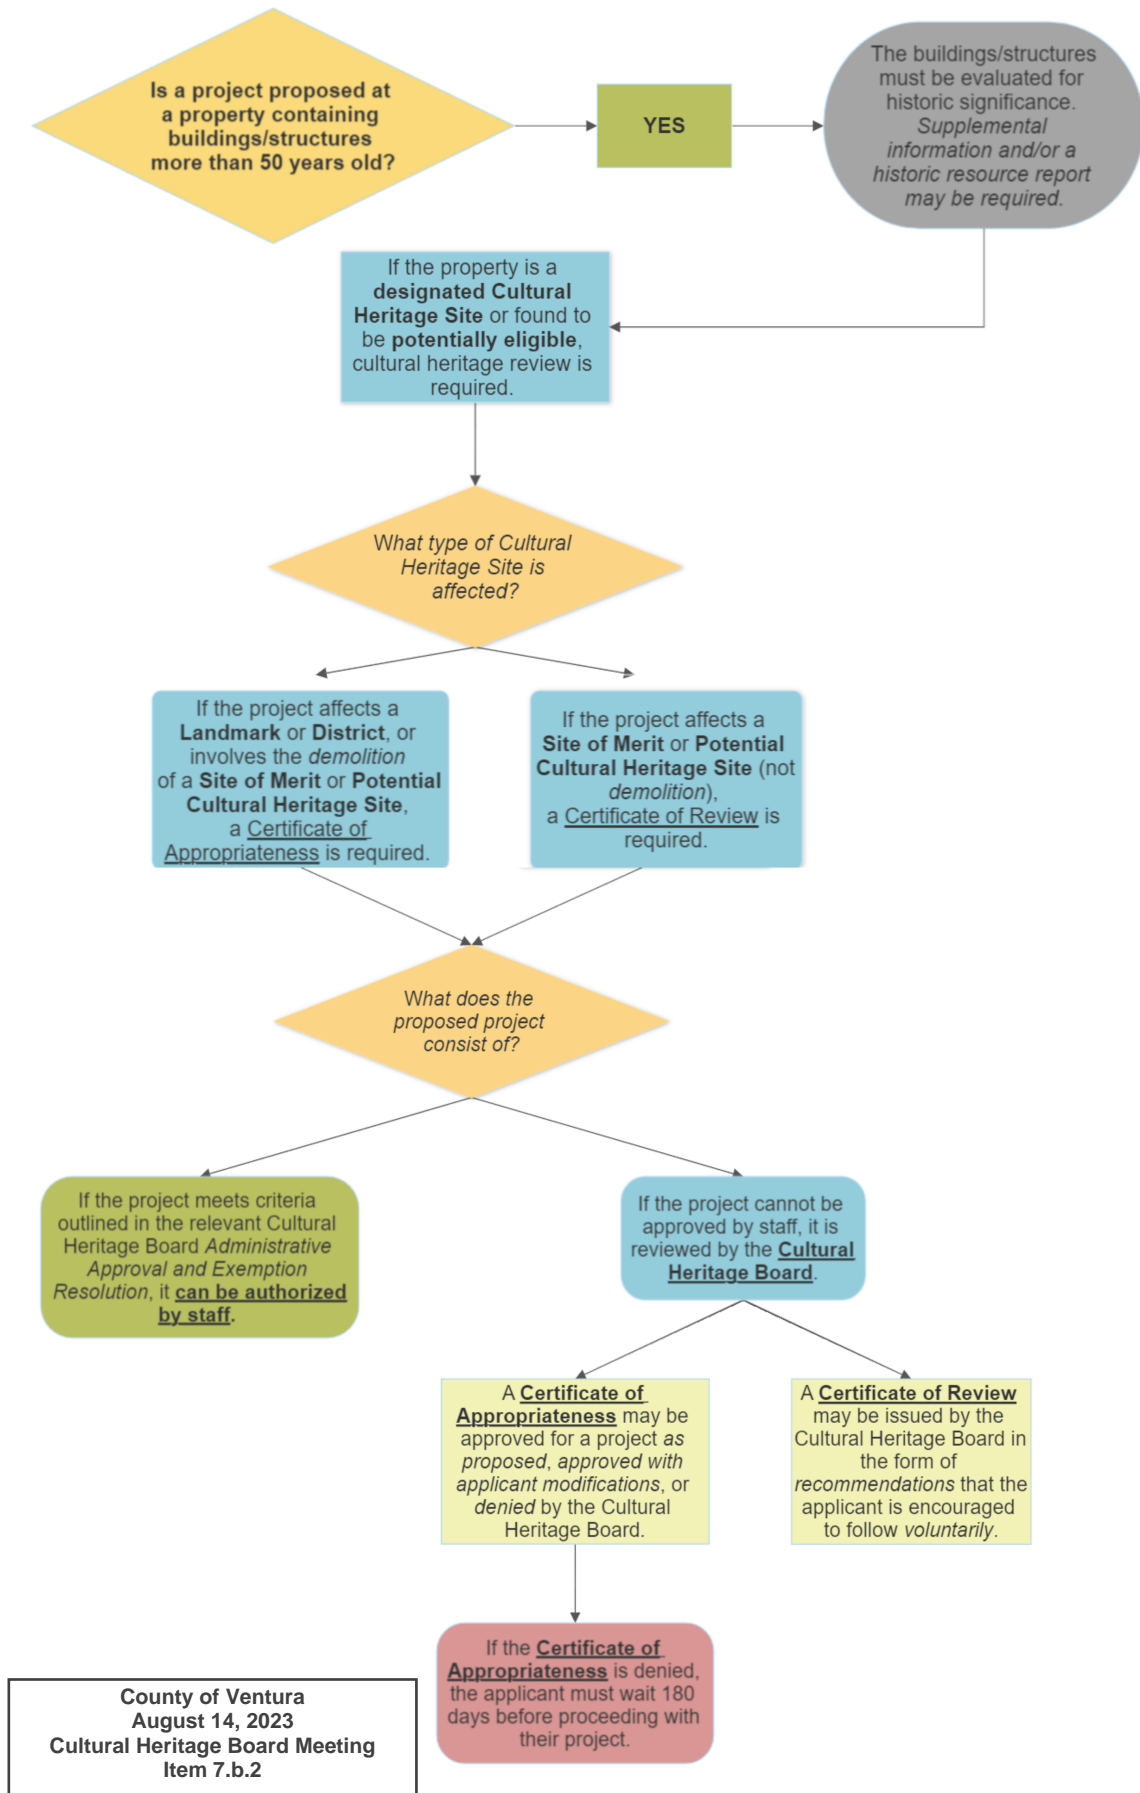 Is a project proposed at
a property containing
buildings/structures
more than 50 years old?
YES
The buildings/structures
must be evaluated for
historic significance.
Supplemental
information and/or a
historic resource report
may be required.
If the property is a
designated Cultural
Heritage Site or found to
be potentially eligible,
cultural heritage review is
required.
What type of Cultural
Heritage Site is
affected?
If the project affects a
Landmark or District, or
involves the demolition
of a Site of Merit or Potential
Cultural Heritage Site,
a Certificate of
Appropriateness is required.
If the project affects a
Site of Merit or Potential
Cultural Heritage Site (not
demolition),
a Certificate of Review is
required.
What does the
proposed project
consist of?
If the project meets criteria
outlined in the relevant Cultural
Heritage Board Administrative
Approval and Exemption
Resolution, it can be authorized
by staff.
If the project cannot be
approved by staff, it is
reviewed by the Cultural
Heritage Board.
A Certificate of
Appropriateness may be
approved for a project as
proposed, approved with
applicant modifications, or
denied by the Cultural
Heritage Board.
A Certificate of Review
may be issued by the
Cultural Heritage Board in
the form of
recommendations that the
applicant is encouraged
to follow voluntarily.
If the Certificate of
Appropriateness is denied,
the applicant must wait 180
days before proceeding with
their project.
County of Ventura
August 14, 2023
Cultural Heritage Board Meeting
Item 7.b.2